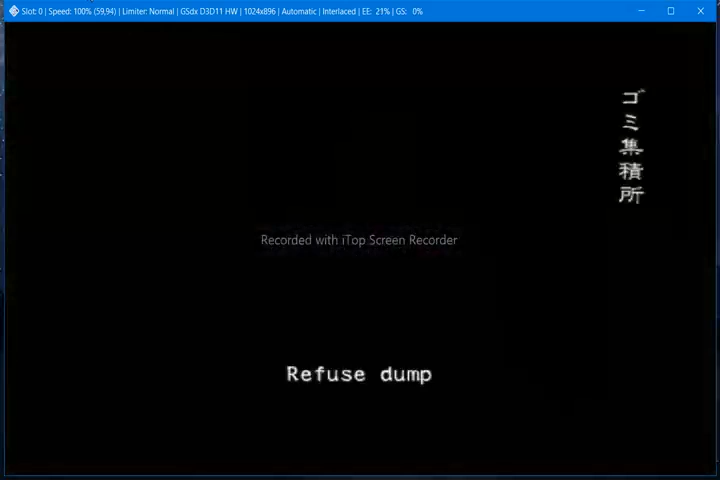 Slot: 0 | Speed: 100% (59,94) | Limiter: Normal | GSdx D3D11 HW | 1024x896 | Automatic | Interlaced | EE: 21% | GS: 0%
ゴミ集積所
Recorded with iTop Screen Recorder
Refuse dump